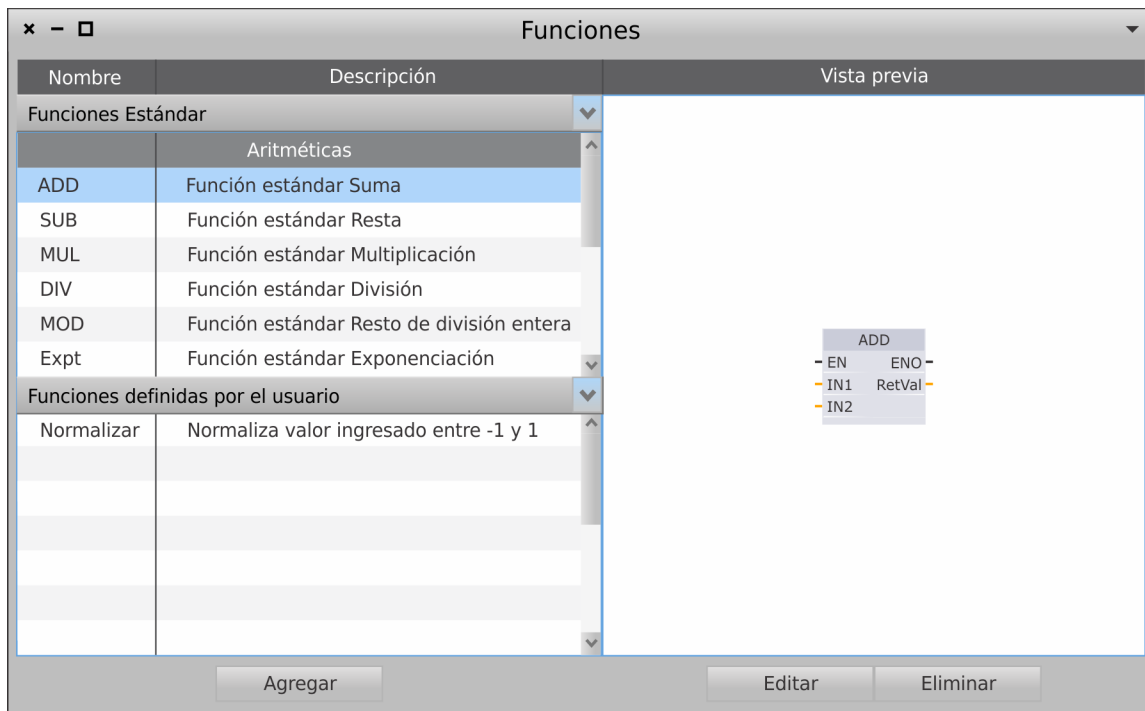 Funciones
Nombre Descripción Vista previa
Funciones Estándar
Aritméticas
ADD Función estándar Suma
SUB Función estándar Resta
MUL Función estándar Multiplicación
DIV Función estándar División
MOD Función estándar Resto de división entera
Expt Función estándar Exponenciación
Funciones definidas por el usuario
Normalizar Normaliza valor ingresado entre -1 y 1
ADD
EN ENO
IN1 RetVal
IN2
Agregar Editar Eliminar